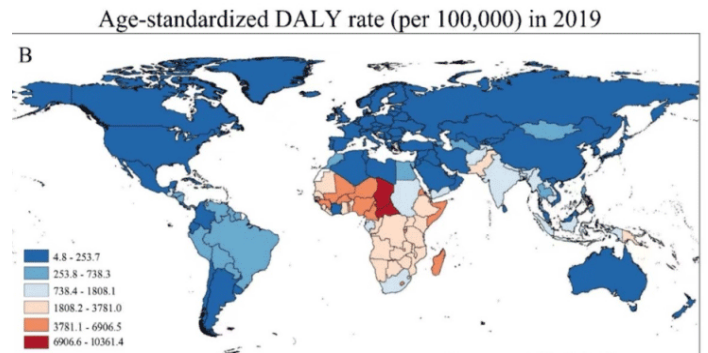 Age-standardized DALY rate (per 100,000) in 2019
B
4.8 - 253.7
253.8 - 738.3
738.4 - 1808.1
1808.2 - 3781.0
3781.1 - 6906.5
6906.6 - 10361.4